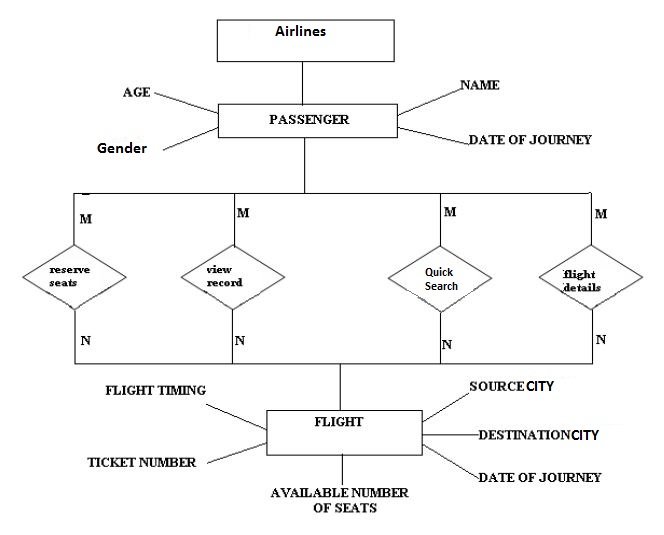 Airlines
AGE
NAME
PASSENGER
Gender
DATE OF JOURNEY
M
M
M
M
reserve
seats
view
record
Quick
Search
flight
details
N
N
N
N
FLIGHT TIMING
SOURCE CITY
FLIGHT
DESTINATION CITY
TICKET NUMBER
DATE OF JOURNEY
AVAILABLE NUMBER
OF SEATS